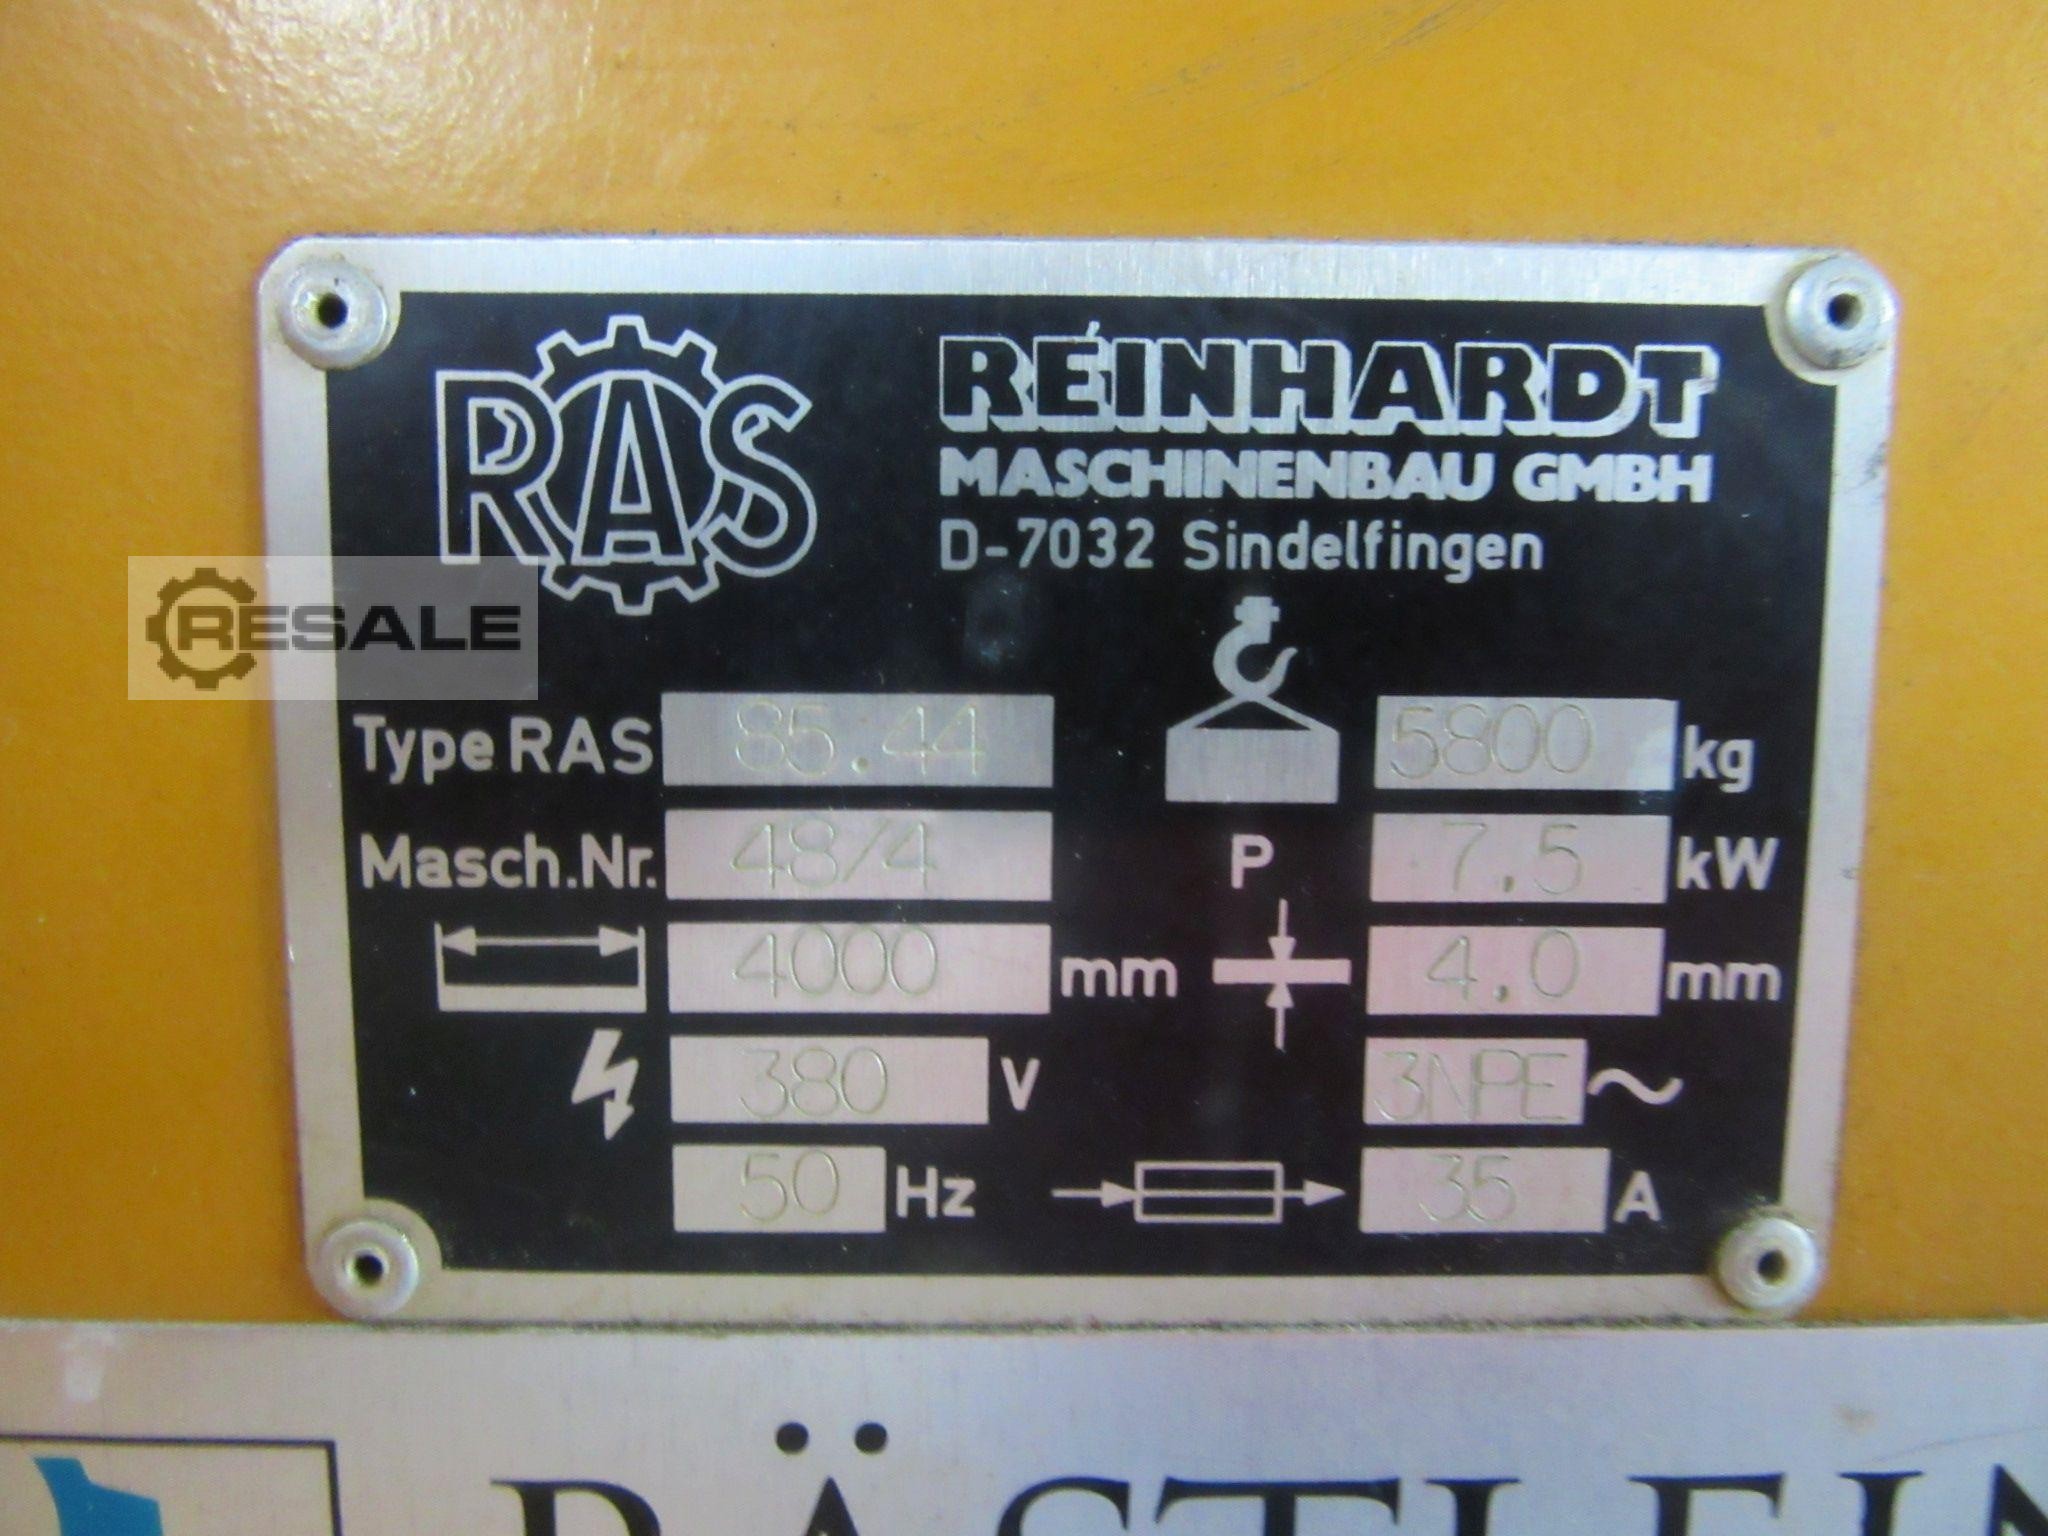 RAS
REINHARDT
MASCHINENBAU GMBH
D-7032 Sindelfingen
RESALE
Type RAS 85.44 5800 kg
Masch.Nr. 48/4 P 7,5 kW
4000 mm 4,0 mm
380 V 3NPE~
50 Hz 35 A